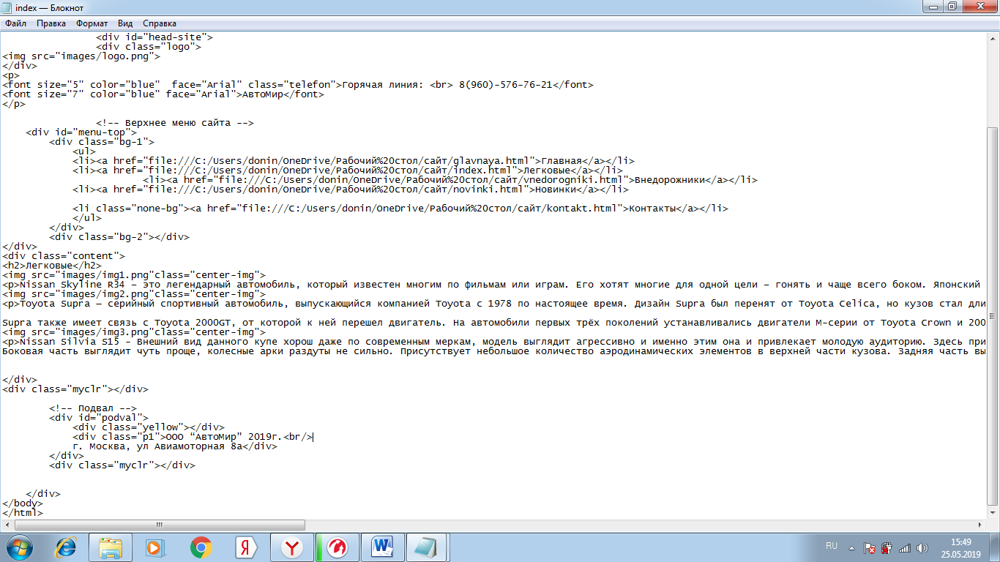 index — Блокнот
Файл Правка Формат Вид Справка
<div id="head-site">
<div class="logo">
<img src="images/logo.png">
</div>
<p>
<font size="5" color="blue"  face="Arial" class="telefon">Горячая линия: <br> 8(960)-576-76-21</font>
<font size="7" color="blue" face="Arial">АвтоМир</font>
</p>
<!-- Верхнее меню сайта -->
<div id="menu-top">
<div class="bg-1">
<ul>
<li><a href="file:///C:/Users/donin/OneDrive/Рабочий%20стол/сайт/glavnaya.html">Главная</a></li>
<li><a href="file:///C:/Users/donin/OneDrive/Рабочий%20стол/сайт/index.html">Легковые</a></li>
<li><a href="file:///C:/Users/donin/OneDrive/Рабочий%20стол/сайт/vnedorogniki.html">Внедорожники</a></li>
<li><a href="file:///C:/Users/donin/OneDrive/Рабочий%20стол/сайт/novinki.html">Новинки</a></li>
<li class="none-bg"><a href="file:///C:/Users/donin/OneDrive/Рабочий%20стол/сайт/kontakt.html">Контакты</a></li>
</ul>
</div>
<div class="bg-2"></div>
</div>
<div class="content">
<h2>Легковые</h2>
<img src="images/img1.png"class="center-img">
<p>Nissan Skyline R34 – это легендарный автомобиль, который известен многим по фильмам или играм. Его хотят многие для одной цели – гонять и чаще всего боком. Японский
<img src="images/img2.png"class="center-img">
<p>Toyota Supra — серийный спортивный автомобиль, выпускающийся компанией Toyota с 1978 по настоящее время. Дизайн Supra был перенят от Toyota Celica, но кузов стал дли
Supra также имеет связь с Toyota 2000GT, от которой к ней перешел двигатель. На автомобили первых трёх поколений устанавливались двигатели M-серии от Toyota Crown и 200
<img src="images/img3.png"class="center-img">
<p>Nissan Silvia S15 - Внешний вид данного купе хорош даже по современным меркам, модель выглядит агрессивно и именно этим она и привлекает молодую аудиторию. Здесь при
Боковая часть выглядит чуть проще, колесные арки раздуты не сильно. Присутствует небольшое количество аэродинамических элементов в верхней части кузова. Задняя часть вы
</div>
<div class="myclr"></div>
<!-- Подвал -->
<div id="podval">
<div class="yellow"></div>
<div class="p1">ООО “АвтоМир” 2019г.<br/>
г. Москва, ул Авиамоторная 8а</div>
</div>
<div class="myclr"></div>
</div>
</body>
</html>
RU
15:49
25.05.2019